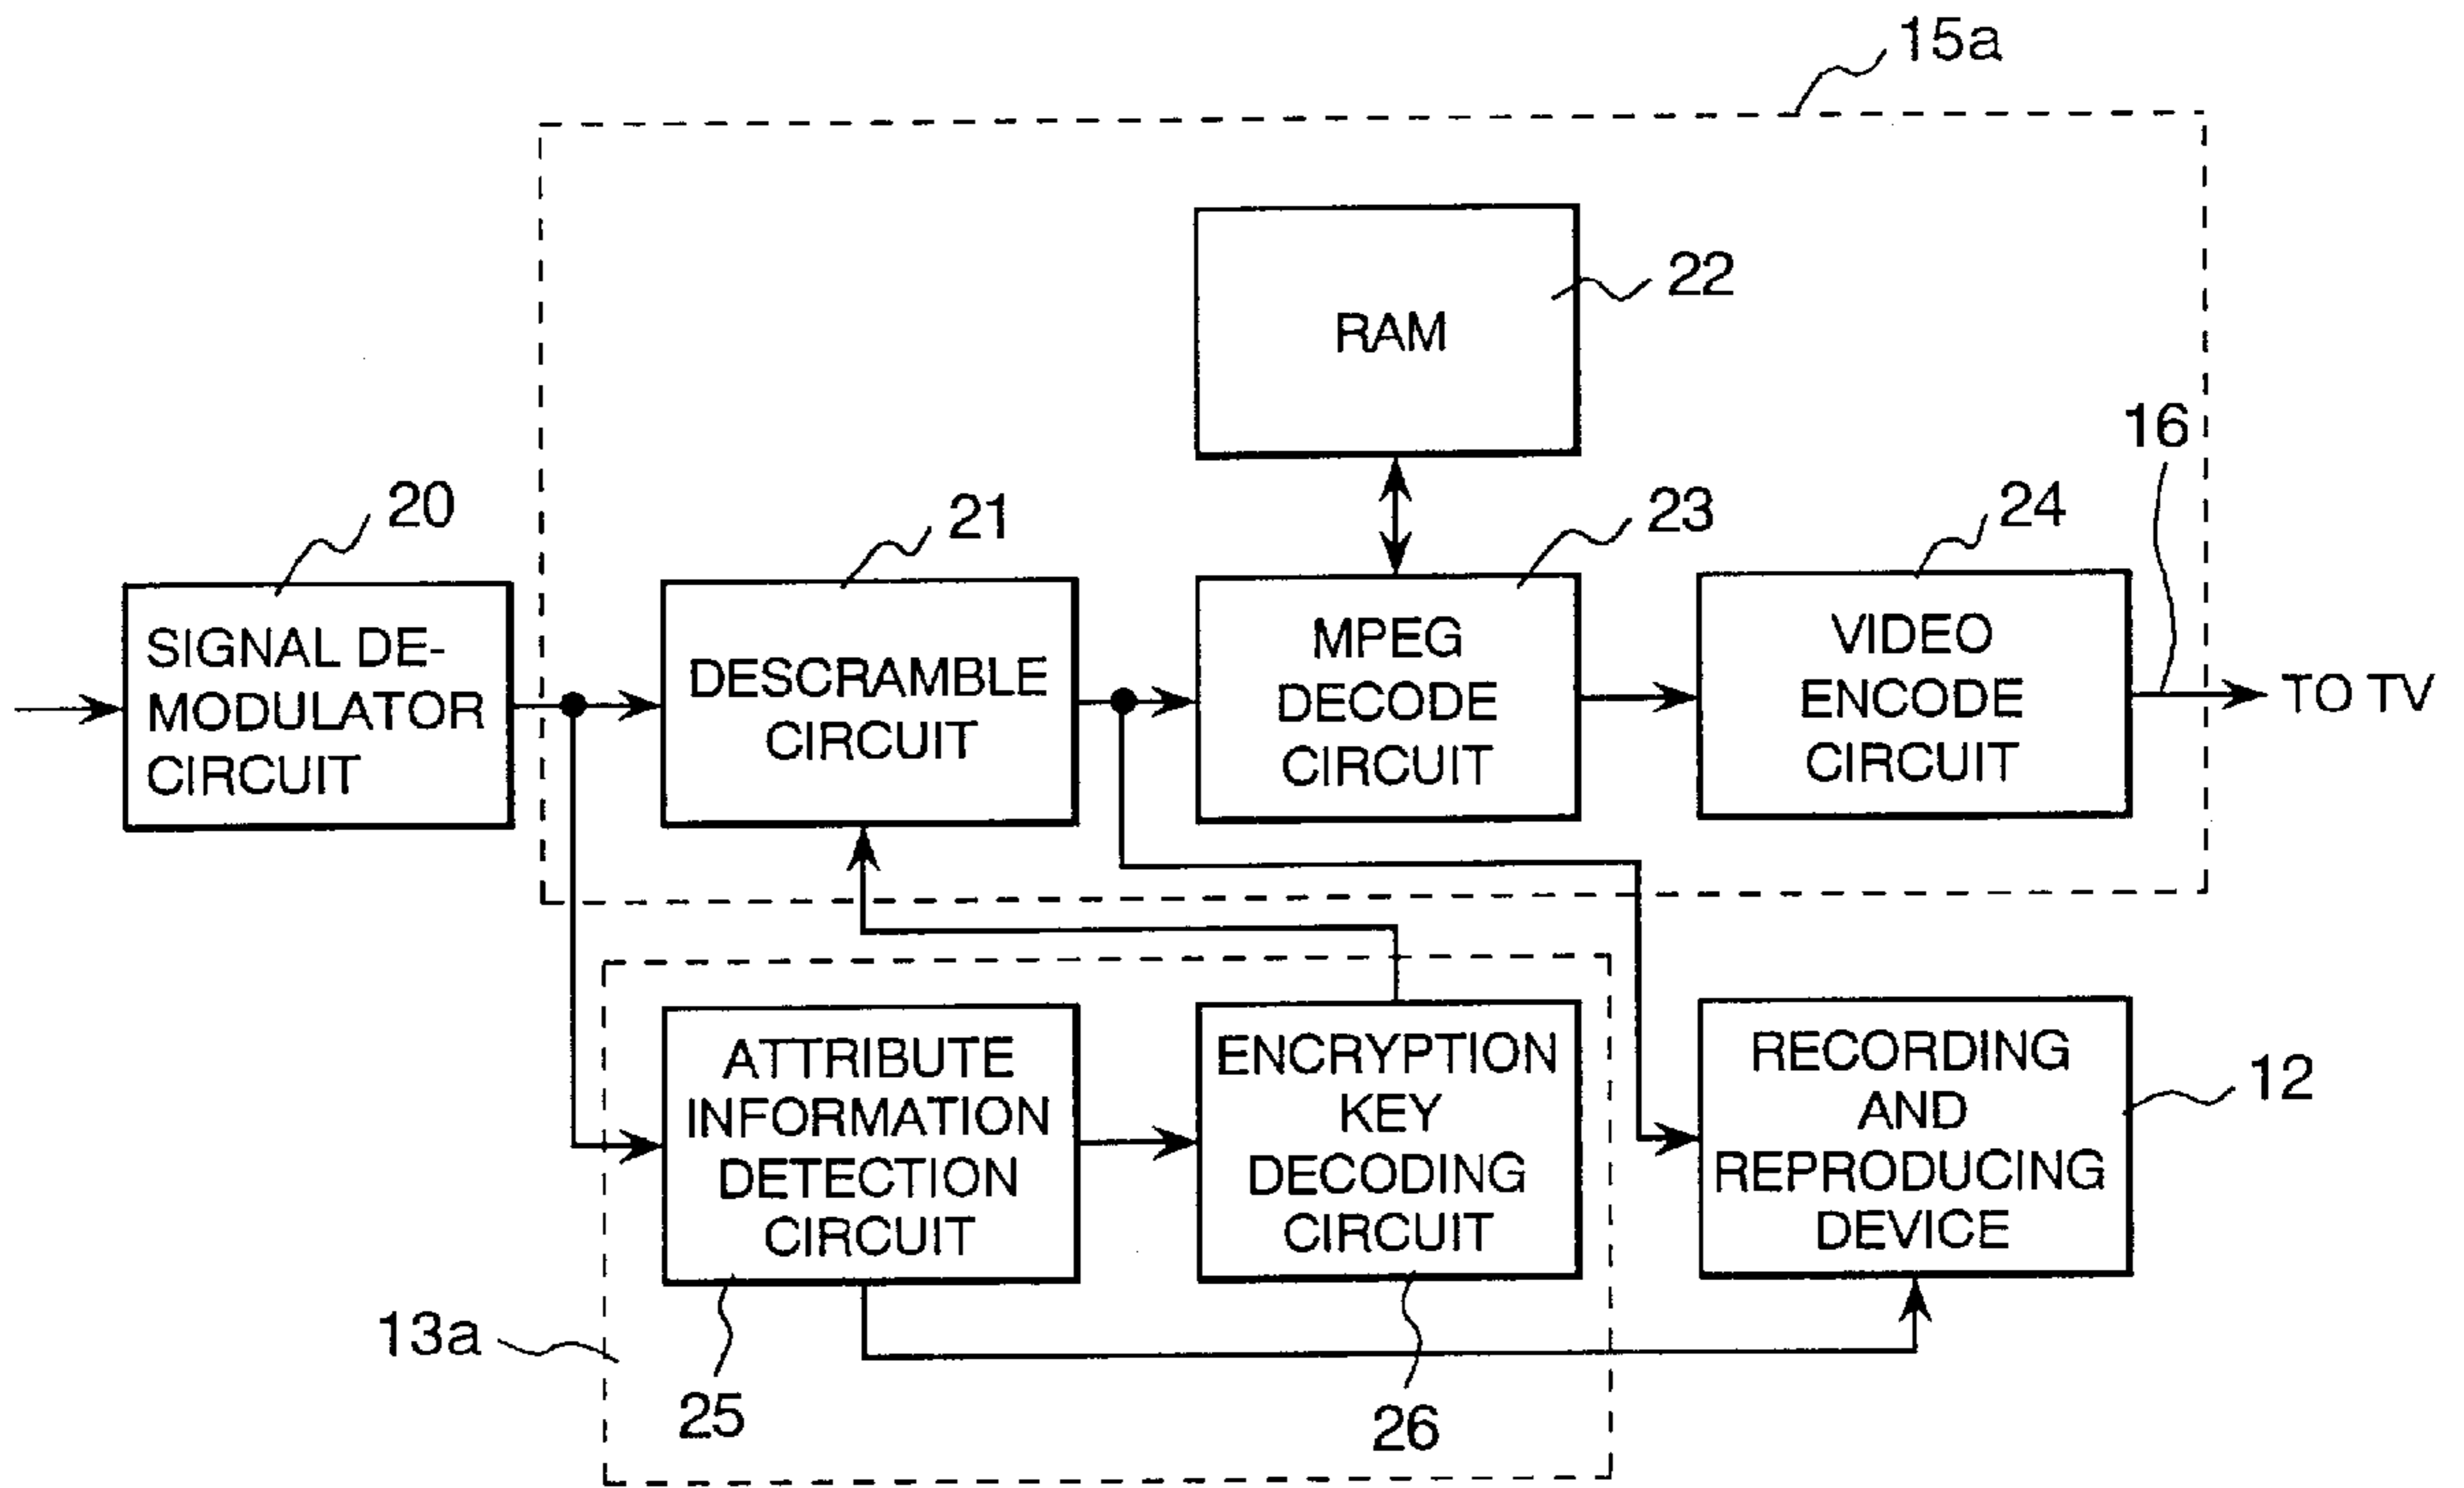 15a
22
RAM
16
20
21
23
24
SIGNAL DE-
MODULATOR
CIRCUIT
DESCRAMBLE
CIRCUIT
MPEG
DECODE
CIRCUIT
VIDEO
ENCODE
CIRCUIT
TO TV
ATTRIBUTE
INFORMATION
DETECTION
CIRCUIT
ENCRYPTION
KEY
DECODING
CIRCUIT
RECORDING
AND
REPRODUCING
DEVICE
12
13a
25
26